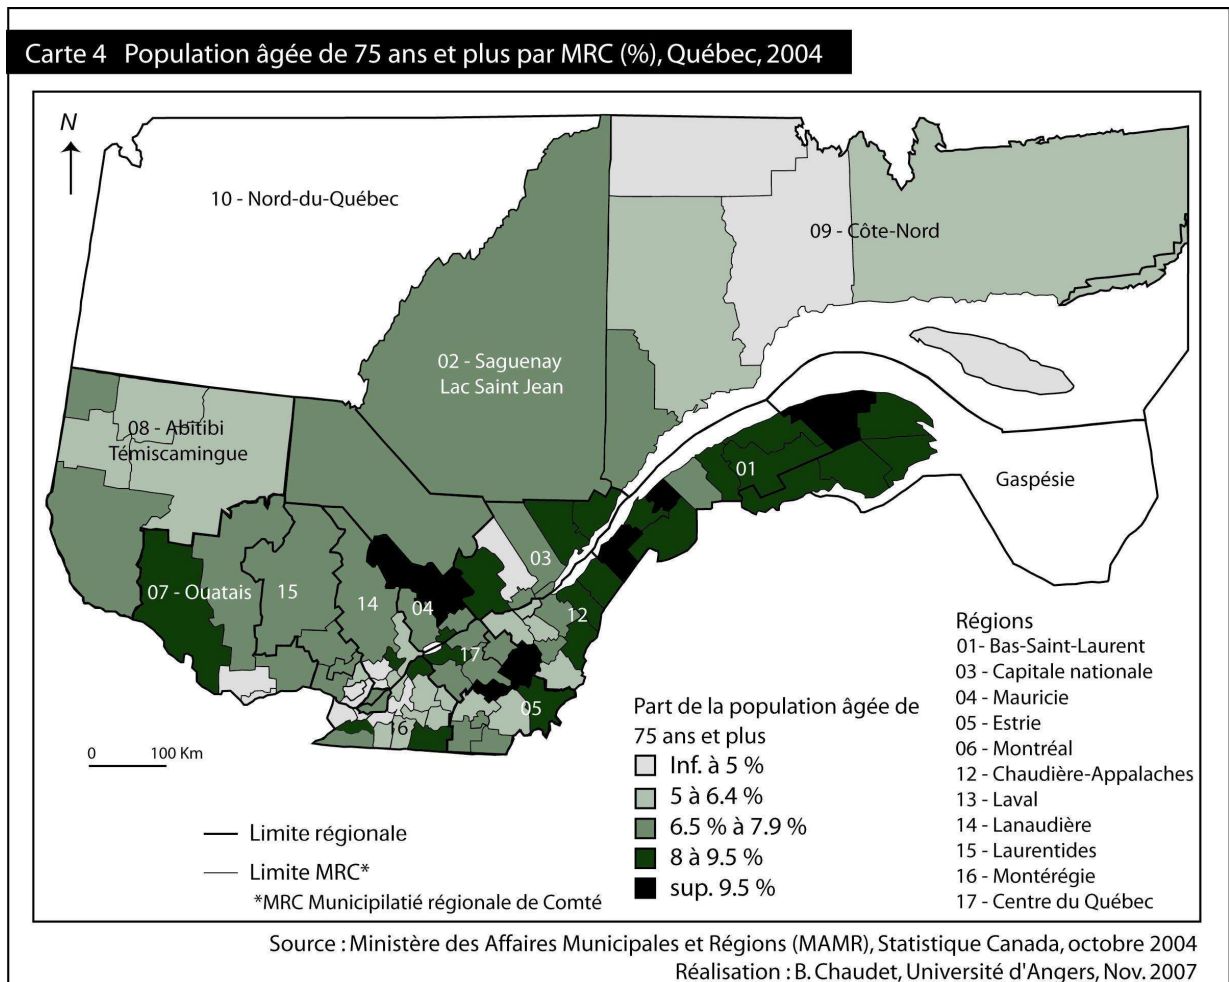 Carte 4 Population âgée de 75 ans et plus par MRC (%), Québec, 2004
N
10 - Nord-du-Québec
09 - Côte-Nord
02 - Saguenay
Lac Saint Jean
08 - Abitibi
Témiscamingue
01
Gaspésie
03
07 - Ouatais
15
14
04
12
17
05
6
0 100 Km
Limite régionale
Limite MRC*
*MRC Municipilatié régionale de Comté
Part de la population âgée de
75 ans et plus
Inf. à 5 %
5 à 6.4 %
6.5 % à 7.9 %
8 à 9.5 %
sup. 9.5 %
Régions
01- Bas-Saint-Laurent
03 - Capitale nationale
04 - Mauricie
05 - Estrie
06 - Montréal
12 - Chaudière-Appalaches
13 - Laval
14 - Lanaudière
15 - Laurentides
16 - Montérégie
17 - Centre du Québec
Source : Ministère des Affaires Municipales et Régions (MAMR), Statistique Canada, octobre 2004
Réalisation : B. Chaudet, Université d'Angers, Nov. 2007